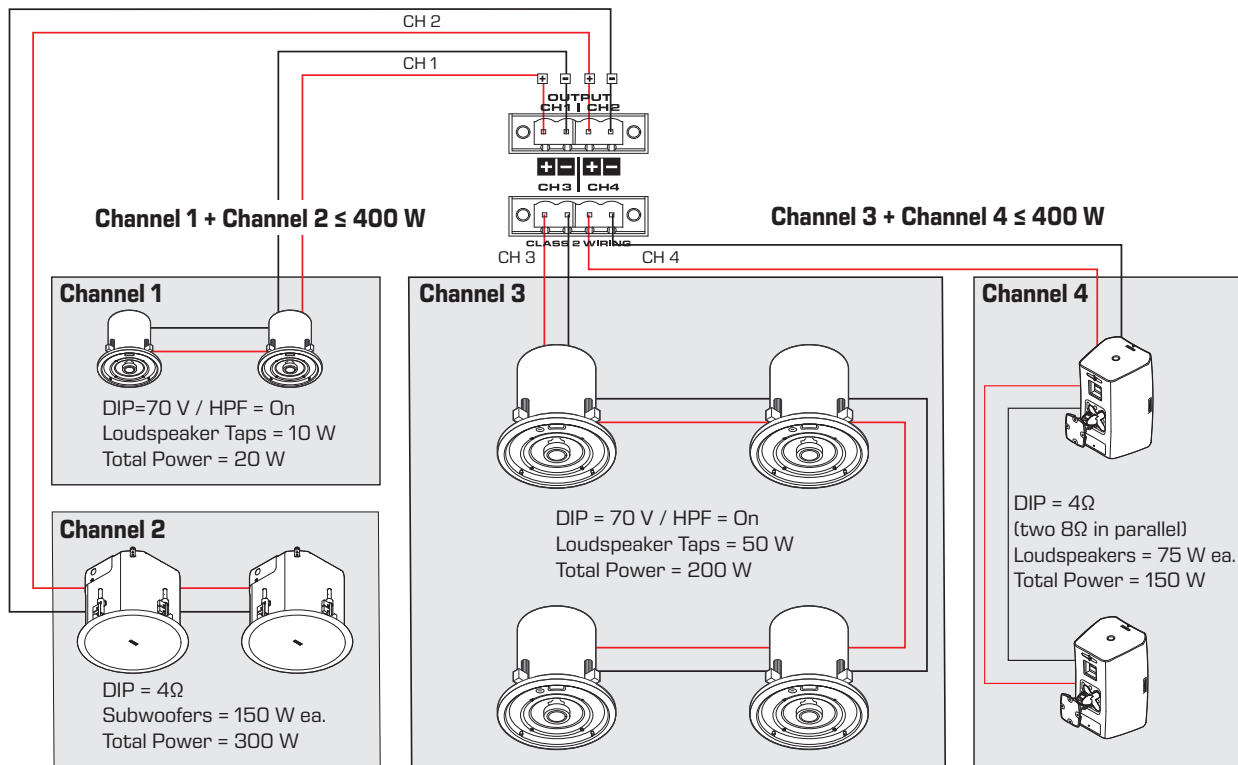 CH 2
CH 1
+ − + −
OUTPUT
CH1 | CH2
+ − + −
CH3 CH4
Channel 1 + Channel 2 ≤ 400 W
Channel 3 + Channel 4 ≤ 400 W
CLASS 2 WIRING
CH 3
CH 4
Channel 1
DIP=70 V / HPF = On
Loudspeaker Taps = 10 W
Total Power = 20 W
Channel 2
DIP = 4Ω
Subwoofers = 150 W ea.
Total Power = 300 W
Channel 3
DIP = 70 V / HPF = On
Loudspeaker Taps = 50 W
Total Power = 200 W
Channel 4
DIP = 4Ω
(two 8Ω in parallel)
Loudspeakers = 75 W ea.
Total Power = 150 W